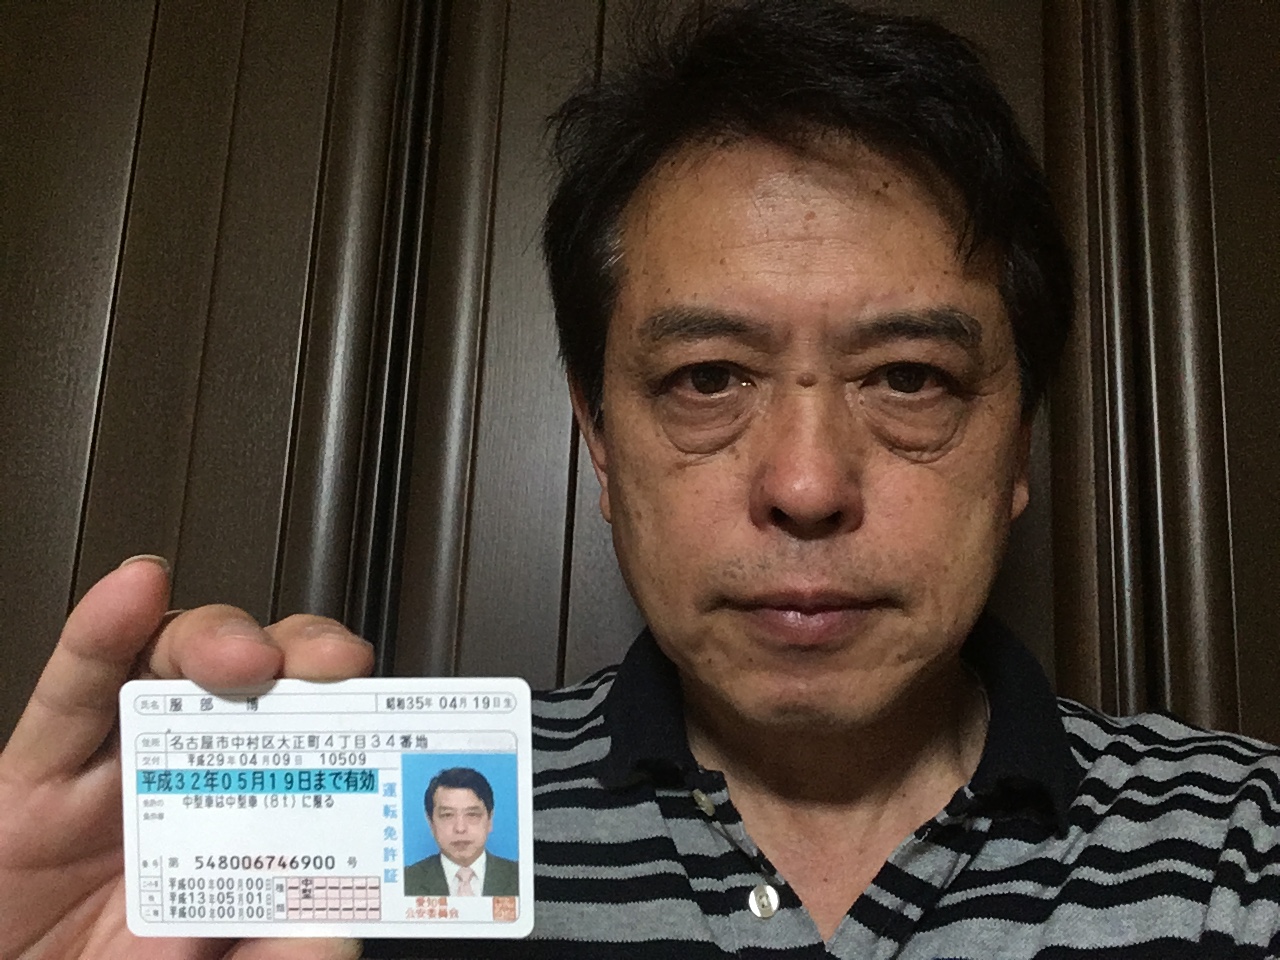 氏名 服部 博 昭和35年 04月 19日生
住所 名古屋市中村区大正町4丁目34番地
交付 平成29年 04月 09日 10509
平成32年05月19日まで有効
免許の 中型車は中型車(8t)に限る
条件等
運転免許証
番号 第 548006746900 号
平成00年00月00日
他 平成13年05月01日
二種 平成00年00月00日
種類 中型
愛知県
公安委員会